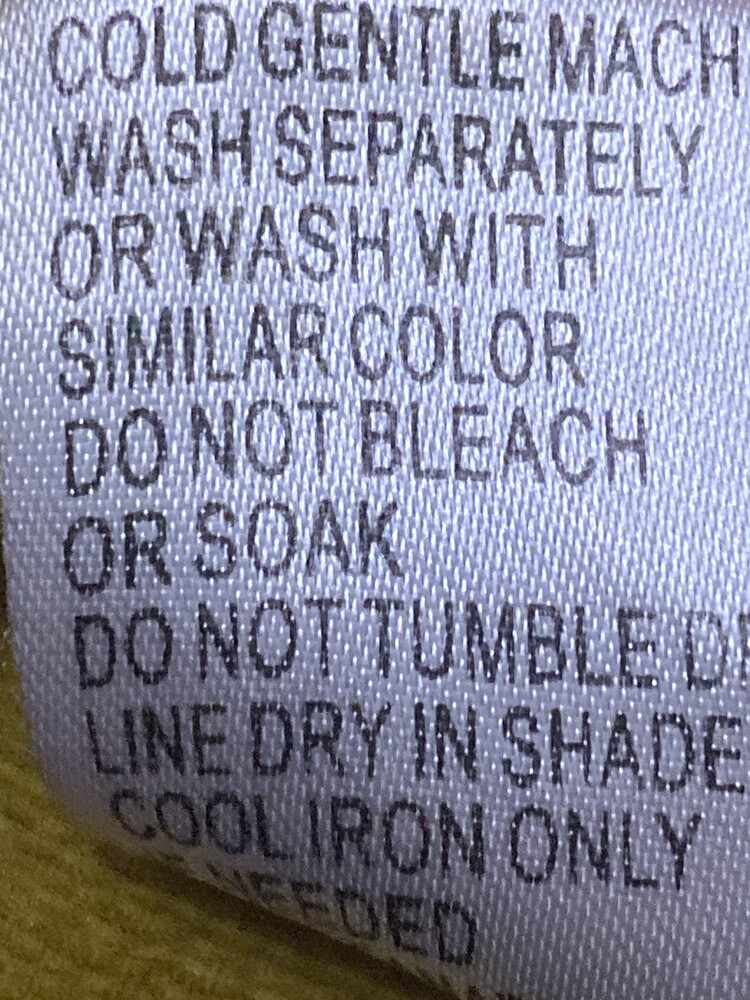 COLD GENTLE MACH
WASH SEPARATELY
OR WASH WITH
SIMILAR COLOR
DO NOT BLEACH
OR SOAK
DO NOT TUMBLE
LINE DRY IN SHADE
COOL IRON ONLY
NEEDED